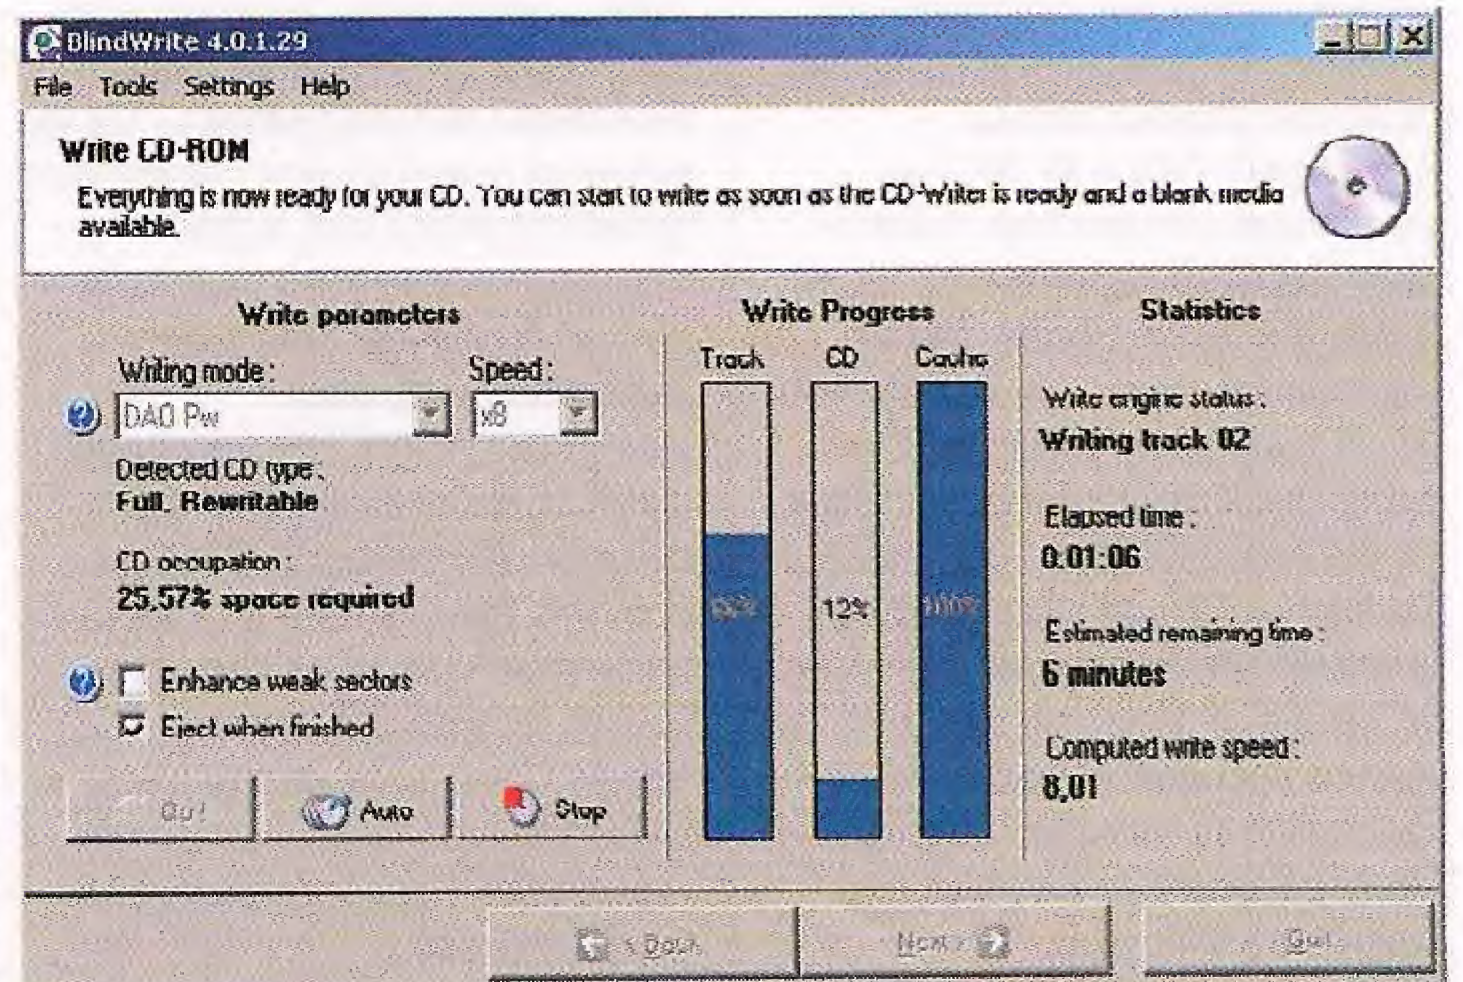 BlindWrite 4.0.1.29
File Tools Settings Help
Write CD-ROM
Everything is now ready for your CD. You can start to write as soon as the CD-Writer is ready and a blank media
available.
Write parameters
Writing mode :
Speed :
DAO Pw
x8
Detected CD type :
Full, Rewritable
CD occupation :
25,57% space required
Enhance weak sectors
Eject when finished
Go!
Auto
Stop
Write Progress
Track CD Cache
12%
100%
Statistics
Write engine status :
Writing track 02
Elapsed time :
0:01:06
Estimated remaining time :
6 minutes
Computed write speed :
8,01
< Back
Next >